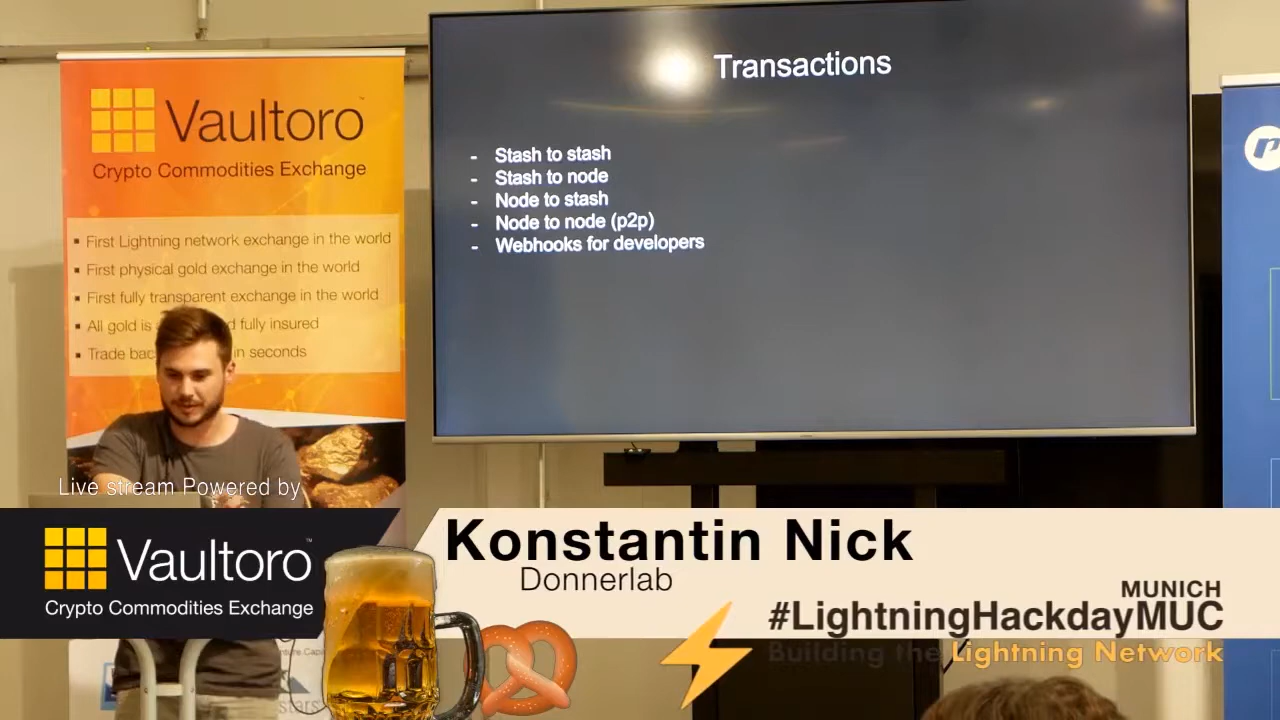 Vaultoro
Crypto Commodities Exchange
▪ First Lightning network exchange in the world
▪ First physical gold exchange in the world
▪ First fully transparent exchange in the world
▪ All gold is d fully insured
▪ Trade bac in seconds
Transactions
- Stash to stash
- Stash to node
- Node to stash
- Node to node (p2p)
- Webhooks for developers
Live stream Powered by
Vaultoro™
Crypto Commodities Exchange
Konstantin Nick
Donnerlab
MUNICH
#LightningHackdayMUC
Building the Lightning Network